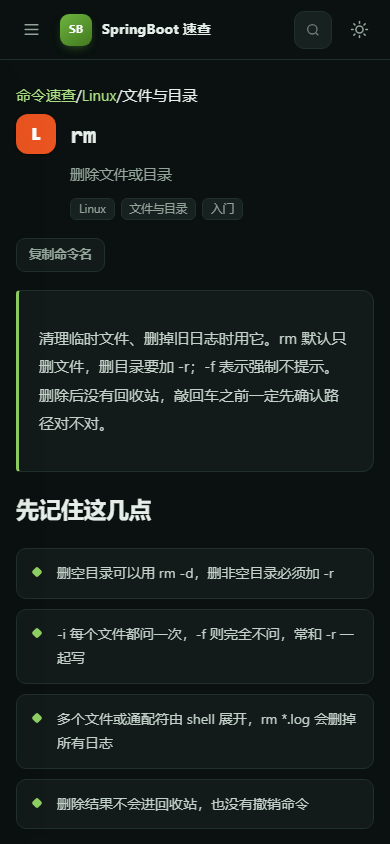 SB SpringBoot 速查
命令速查/Linux/文件与目录
L rm
删除文件或目录
Linux 文件与目录 入门
复制命令名
清理临时文件、删掉旧日志时用它。rm 默认只
删文件，删目录要加 -r；-f 表示强制不提示。
删除后没有回收站，敲回车之前一定先确认路
径对不对。
先记住这几点
删空目录可以用 rm -d，删非空目录必须加 -r
-i 每个文件都问一次，-f 则完全不问，常和 -r 一
起写
多个文件或通配符由 shell 展开，rm *.log 会删掉
所有日志
删除结果不会进回收站，也没有撤销命令